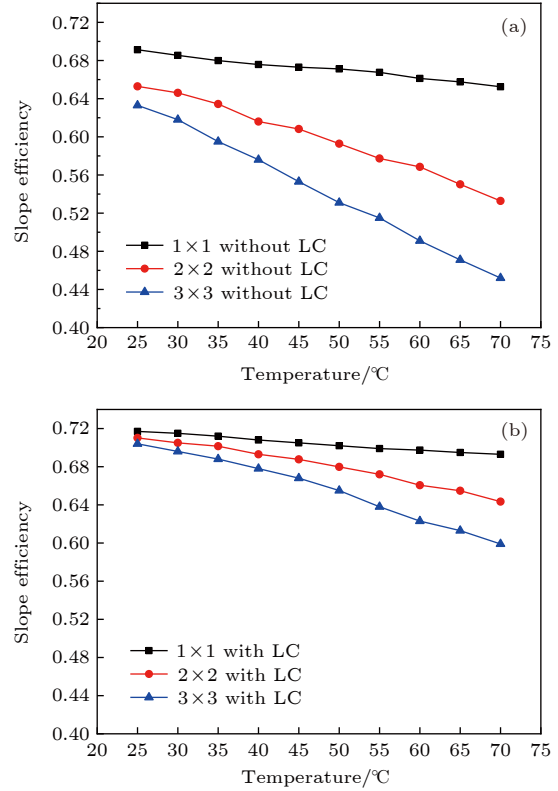 (a)
0.72
0.68
0.64
0.60
0.56
0.52
0.48
0.44
0.40
Slope efficiency
1×1 without LC
2×2 without LC
3×3 without LC
20 25 30 35 40 45 50 55 60 65 70 75
Temperature/℃
(b)
0.72
0.68
0.64
0.60
0.56
0.52
0.48
0.44
0.40
Slope efficiency
1×1 with LC
2×2 with LC
3×3 with LC
20 25 30 35 40 45 50 55 60 65 70 75
Temperature/℃